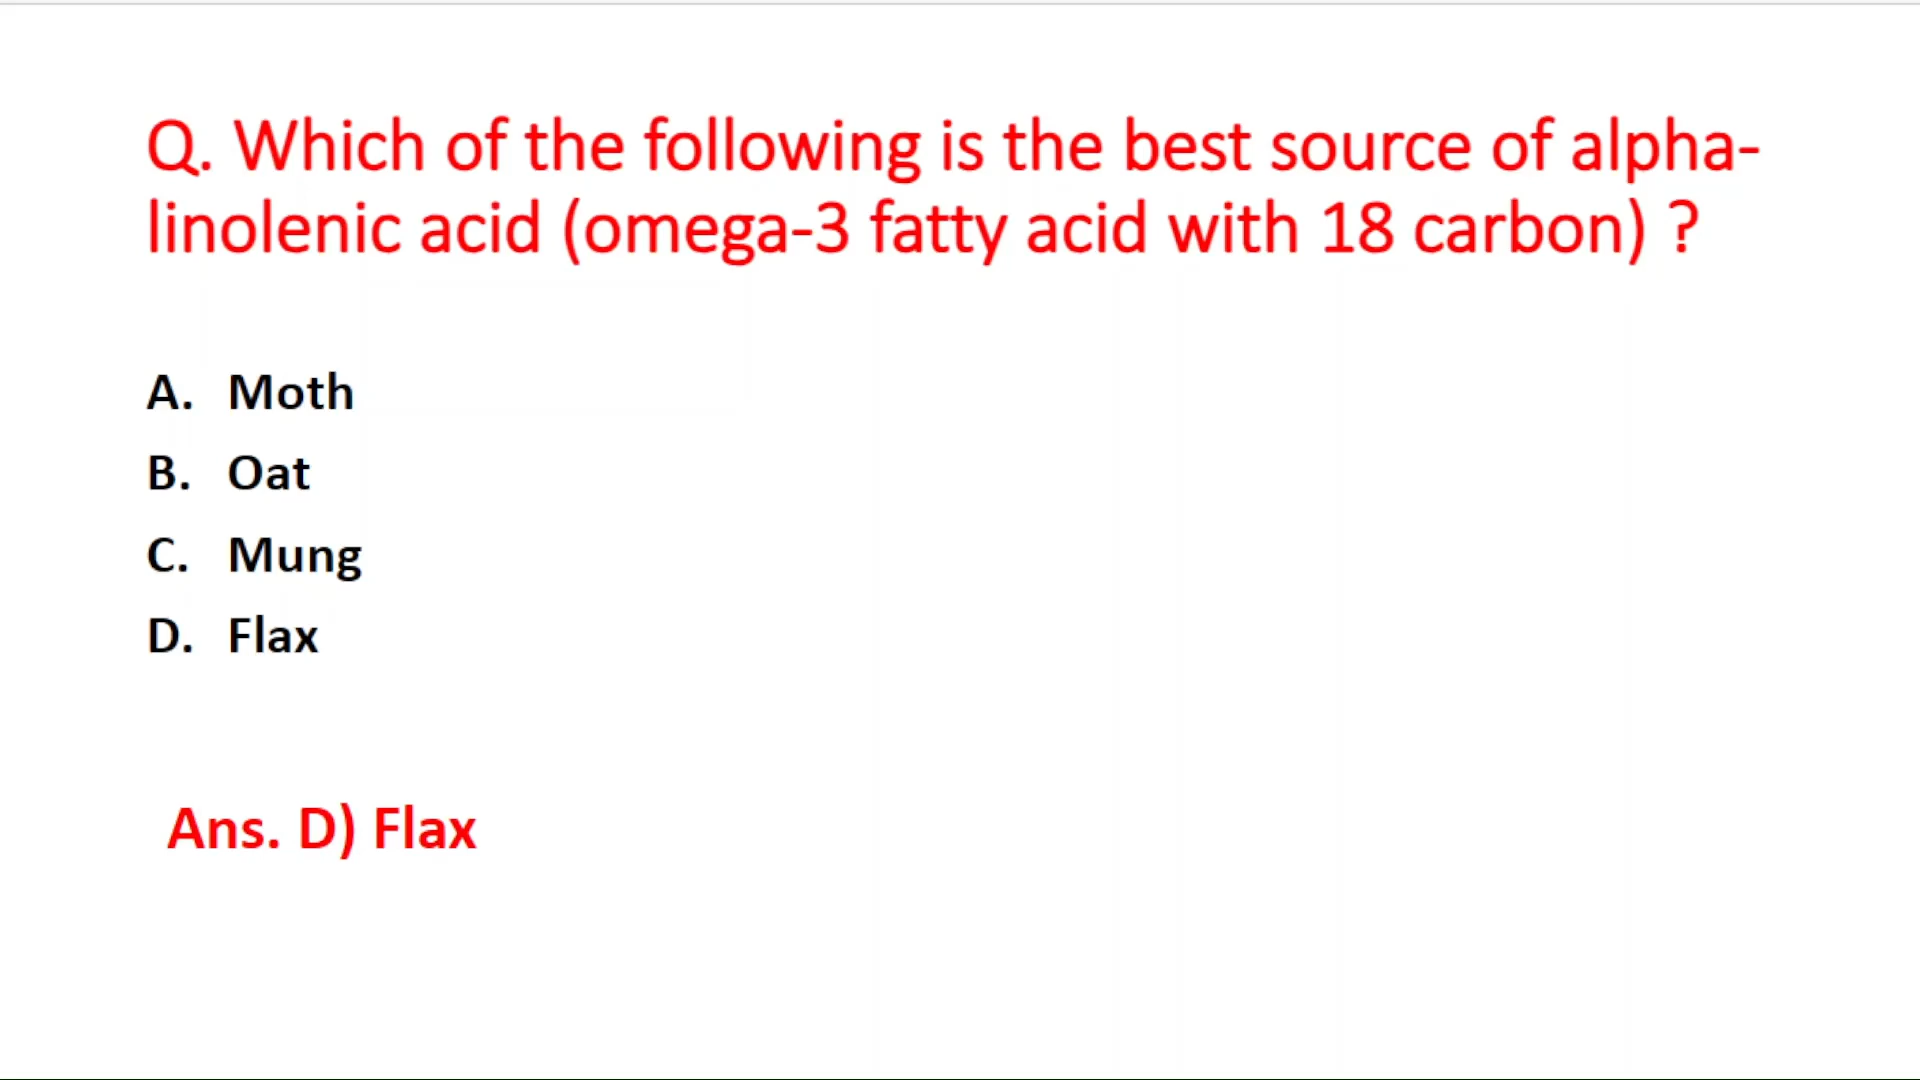 Q. Which of the following is the best source of alpha-
linolenic acid (omega-3 fatty acid with 18 carbon) ?
A. Moth
B. Oat
C. Mung
D. Flax
Ans. D) Flax